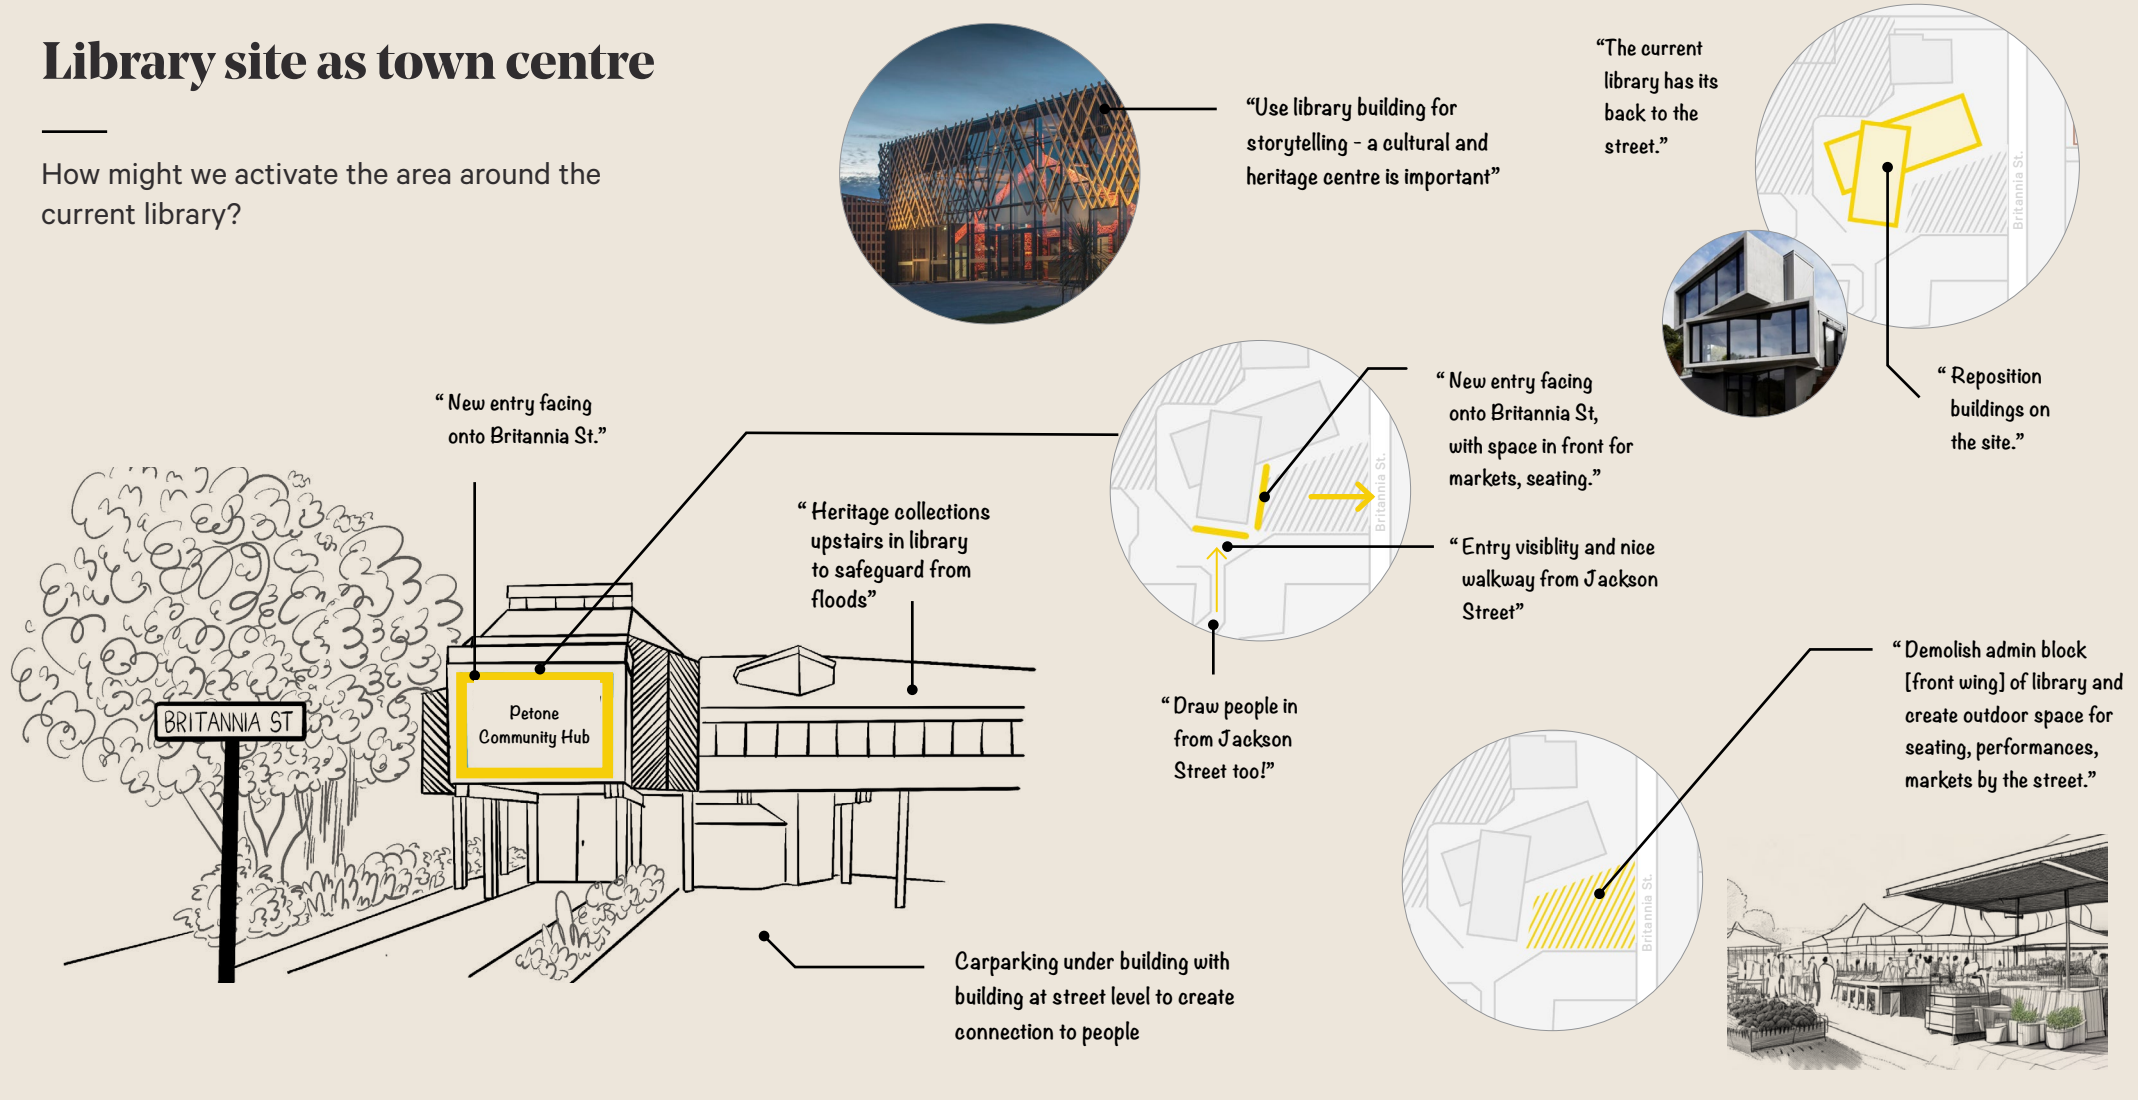 Library site as town centre
How might we activate the area around the
current library?
“Use library building for
storytelling - a cultural and
heritage centre is important”
“The current
library has its
back to the
street.”
Britannia St.
“Reposition
buildings on
the site.”
“New entry facing
onto Britannia St.”
“Heritage collections
upstairs in library
to safeguard from
floods”
Britannia St.
“New entry facing
onto Britannia St,
with space in front for
markets, seating.”
“Entry visiblity and nice
walkway from Jackson
Street”
“Draw people in
from Jackson
Street too!”
BRITANNIA ST
Petone
Community Hub
“Demolish admin block
[front wing] of library and
create outdoor space for
seating, performances,
markets by the street.”
Britannia St.
Carparking under building with
building at street level to create
connection to people